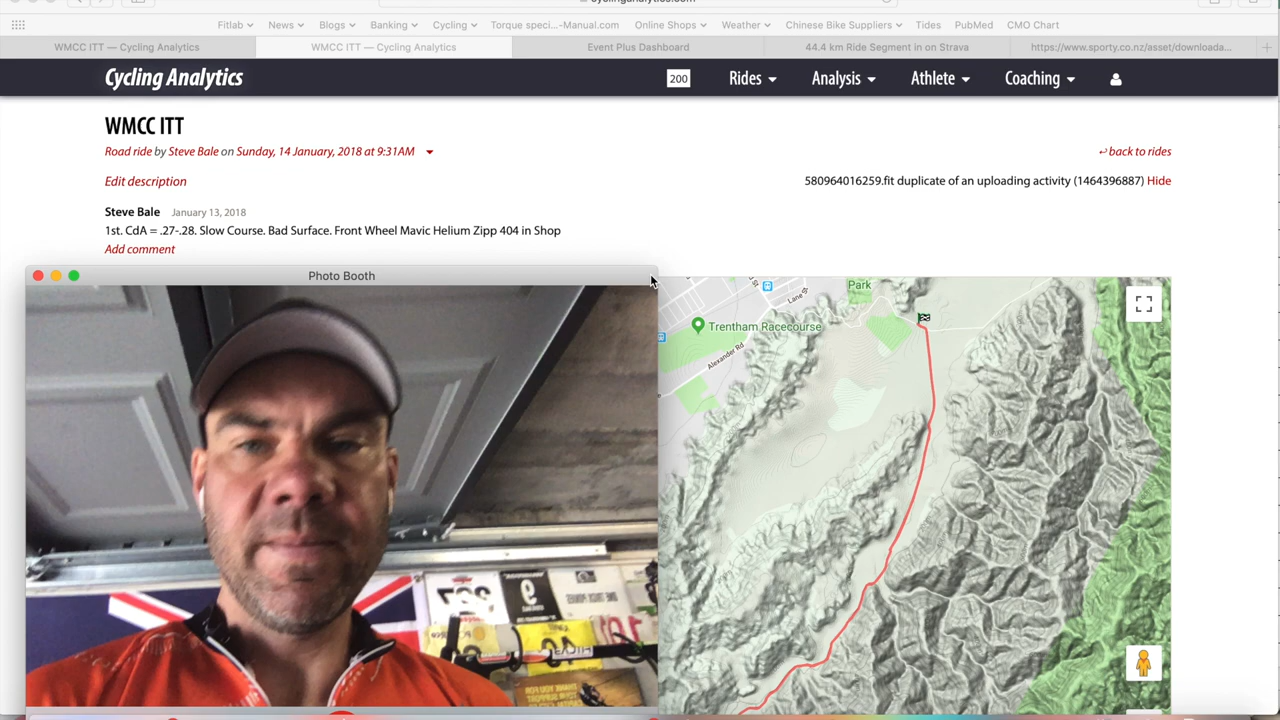 cyclinganalytics.com
Fitlab News Blogs Banking Cycling Torque speci...-Manual.com Online Shops Weather Chinese Bike Suppliers Tides PubMed CMO Chart
WMCC ITT — Cycling Analytics WMCC ITT — Cycling Analytics Event Plus Dashboard 44.4 km Ride Segment in on Strava https://www.sporty.co.nz/asset/downloada...
Cycling Analytics 200 Rides Analysis Athlete Coaching
WMCC ITT
Road ride by Steve Bale on Sunday, 14 January, 2018 at 9:31AM ↩ back to rides
Edit description 580964016259.fit duplicate of an uploading activity (1464396887) Hide
Steve Bale January 13, 2018
1st. CdA = .27-.28. Slow Course. Bad Surface. Front Wheel Mavic Helium Zipp 404 in Shop
Add comment
Photo Booth
Park
Lane St
Trentham Racecourse
Alexander Rd